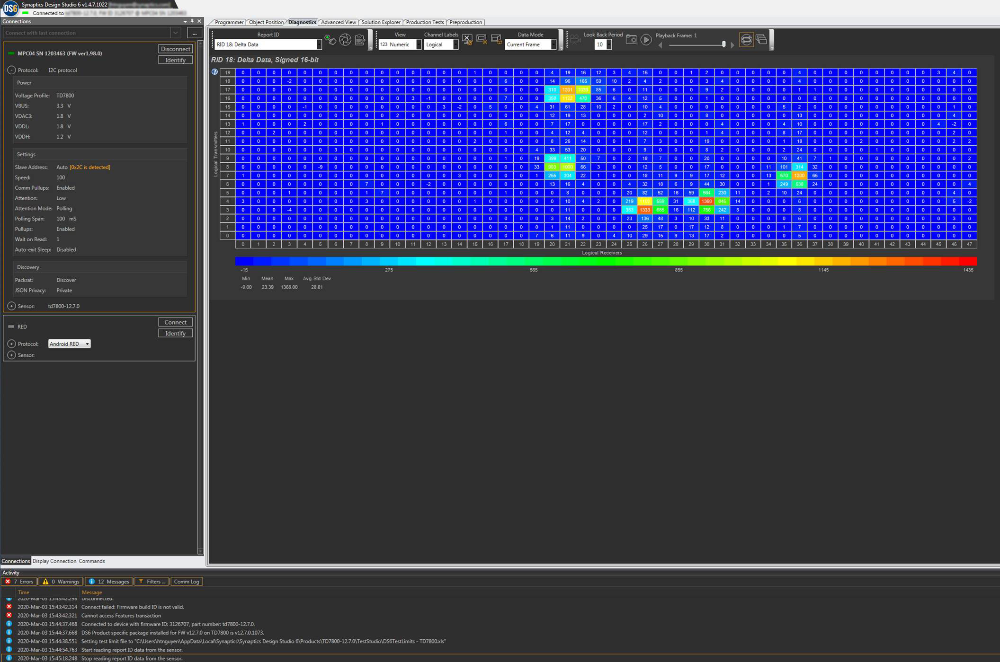 Synaptics Design Studio 6 v1.4.7.1022
Connected to
Connections
Connect with last connection ...
MPC04 SN 1203463 (FW ver1.98.0)
Disconnect
Identify
Protocol: I2C protocol
Power
Voltage Profile: TD7800
VBUS: 3.3 V
VDAC3: 1.8 V
VDDL: 1.8 V
VDDH: 1.2 V
Settings
Slave Address: Auto [0x2C is detected]
Speed: 100
Comm Pullups: Enabled
Attention: Low
Attention Mode: Polling
Polling Span: 100 mS
Pullups: Enabled
Wait on Read: 1
Auto-exit Sleep: Disabled
Discovery
Packrat: Discover
JSON Privacy: Private
Sensor: td7800-12.7.0
RED
Connect
Identify
Protocol: Android RED
Sensor:
Connections Display Connection Commands
Programmer Object Position Diagnostics Advanced View Solution Explorer Production Tests Preproduction
Report ID View Channel Labels Data Mode Look Back Period Playback Frame: 1
RID 18: Delta Data 123 Numeric Logical Current Frame 10
RID 18: Delta Data, Signed 16-bit
Logical Transmitters
19 0 0 0 0 0 0 0 0 0 0 0 0 0 0 0 1 0 0 0 0 4 19 16 12 3 4 15 0 0 1 2 0 0 0 0 0 4 0 0 0 0 0 0 0 0 3 4 0
18 0 0 0 -2 0 0 0 0 0 0 0 0 0 0 0 0 0 6 0 0 14 96 165 59 10 2 4 2 0 0 3 4 0 0 0 0 4 0 0 0 0 0 0 0 0 0 0 0
17 0 0 0 0 0 0 0 0 0 0 0 0 0 0 0 0 0 0 0 0 310 1201 1039 85 6 0 11 0 0 0 9 2 0 0 0 0 1 1 0 0 0 0 0 0 0 0 0 0
16 0 0 0 0 0 0 0 0 0 0 0 3 -1 0 0 0 0 7 0 0 358 1122 470 36 6 4 12 5 0 0 1 0 0 0 0 0 0 0 0 0 0 0 0 0 0 0 0 0
15 0 0 0 0 -1 0 0 0 0 0 0 0 0 3 -2 0 5 0 0 4 31 61 28 10 2 0 10 4 0 0 0 0 0 0 0 5 2 0 0 0 0 0 0 0 0 0 1 0
14 0 0 0 0 0 0 0 0 0 0 2 0 0 0 0 0 0 0 0 0 12 19 13 0 0 0 2 10 0 0 8 0 0 0 0 0 13 0 0 0 0 0 0 0 0 0 4 0
13 1 0 0 0 2 0 0 0 0 1 0 0 0 0 0 0 0 6 0 0 7 17 0 0 0 0 17 2 0 0 0 4 0 0 0 4 10 0 0 0 0 0 0 0 0 4 -2 0
12 0 0 2 0 0 0 0 0 0 0 0 0 0 0 0 0 0 1 0 0 4 12 4 0 0 0 12 0 0 0 1 4 0 0 0 8 17 0 0 0 0 0 0 0 0 0 2 0
11 0 0 0 0 0 0 0 0 0 0 0 0 0 0 0 2 0 0 0 0 8 26 14 0 0 1 7 3 0 0 19 0 0 0 0 1 18 0 0 0 2 0 0 0 0 0 2 2
10 0 0 0 0 0 0 3 0 0 0 0 0 0 0 0 0 0 0 0 4 33 53 20 0 0 0 9 0 0 0 8 2 0 0 0 2 24 0 0 0 0 1 0 0 0 0 0 0
9 0 0 0 0 0 0 0 0 0 0 0 0 0 0 0 0 0 1 0 19 399 411 50 7 0 2 18 7 0 0 20 0 0 0 0 10 41 7 1 0 0 0 0 0 0 0 0 2
8 0 0 0 0 0 -9 0 0 0 0 0 0 0 0 0 0 0 0 0 33 903 1000 66 3 0 0 12 5 0 0 17 0 0 0 11 101 314 32 0 0 0 0 0 0 0 0 0 0
7 1 0 0 0 0 0 0 0 0 0 0 0 0 0 3 0 0 0 0 1 255 304 22 1 0 0 18 11 9 9 17 12 0 0 13 570 1200 65 0 0 0 0 0 0 0 0 0 0
6 0 0 0 0 0 0 0 0 7 0 0 0 -2 0 0 0 0 0 0 0 13 16 4 0 0 4 32 18 6 9 44 30 0 0 1 249 538 24 0 0 0 0 0 0 0 0 0 4
5 0 0 0 1 0 0 0 0 1 7 0 0 0 0 0 0 0 1 0 0 0 8 0 0 0 20 82 52 16 59 564 230 11 0 2 10 24 0 0 0 0 0 0 0 0 0 4 0
4 3 0 0 0 0 0 0 0 3 0 0 0 0 0 0 1 0 0 0 0 0 10 4 2 0 219 1102 559 31 358 1368 846 14 0 0 0 6 0 0 0 0 0 0 0 0 0 5 -2
3 0 0 0 -4 0 0 0 0 0 0 0 0 0 0 0 0 0 0 0 0 0 11 0 0 0 353 1333 685 16 112 756 242 8 0 0 0 8 0 0 0 0 0 0 0 0 0 0 0
2 0 0 0 0 0 0 0 0 0 0 0 0 0 0 0 0 0 0 0 0 3 14 2 0 0 23 136 48 3 10 33 11 0 0 0 0 6 0 0 0 0 0 0 0 0 0 3 0
1 0 0 0 0 0 0 0 0 0 0 0 0 0 0 0 0 0 0 0 0 1 11 0 0 0 0 25 17 0 17 12 8 0 0 0 1 7 0 0 0 0 0 0 0 0 0 0 0
0 0 0 0 0 0 0 0 0 0 0 0 0 0 0 0 0 0 0 0 7 6 11 9 0 4 10 29 15 9 13 17 2 0 0 0 0 5 0 0 0 0 0 0 0 0 0 0 0
0 1 2 3 4 5 6 7 8 9 10 11 12 13 14 15 16 17 18 19 20 21 22 23 24 25 26 27 28 29 30 31 32 33 34 35 36 37 38 39 40 41 42 43 44 45 46 47
Logical Receivers
-15 275 565 855 1145 1435
Min Mean Max Avg Std Dev
-9.00 23.39 1368.00 28.81
Activity
7 Errors 0 Warnings 12 Messages Filters ... Comm Log
Time Message
2020-Mar-03 15:43:42.298 Disconnected.
2020-Mar-03 15:43:42.314 Connect failed: Firmware build ID is not valid.
2020-Mar-03 15:43:42.321 Cannot access Features transaction
2020-Mar-03 15:44:37.468 Connected to device with firmware ID: 3126707, part number: td7800-12.7.0.
2020-Mar-03 15:44:37.668 DS6 Product specific package installed for FW v12.7.0 on TD7800 is v12.7.0.1073.
2020-Mar-03 15:44:38.551 Setting test limit file to "C:\Users\htnguyen\AppData\Local\Synaptics\Synaptics Design Studio 6\Products\TD7800-12.7.0\TestStudio\DS6TestLimits - TD7800.xls"
2020-Mar-03 15:44:54.763 Start reading report ID data from the sensor.
2020-Mar-03 15:45:18.248 Stop reading report ID data from the sensor.